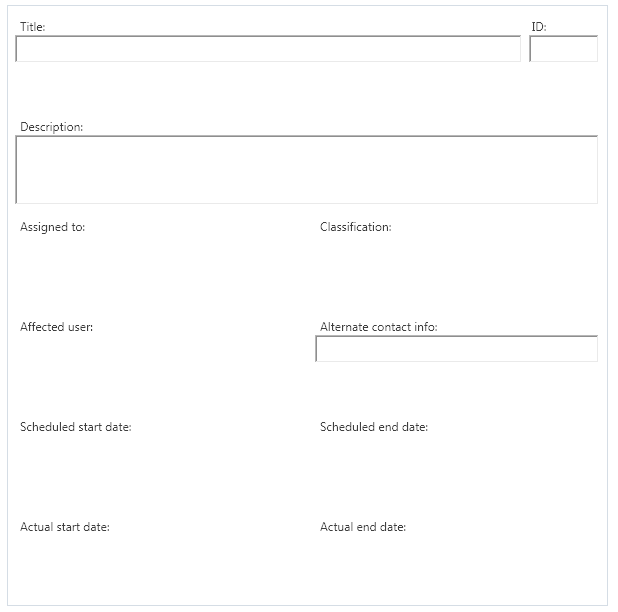 Title: ID:
Description:
Assigned to: Classification:
Affected user: Alternate contact info:
Scheduled start date: Scheduled end date:
Actual start date: Actual end date: